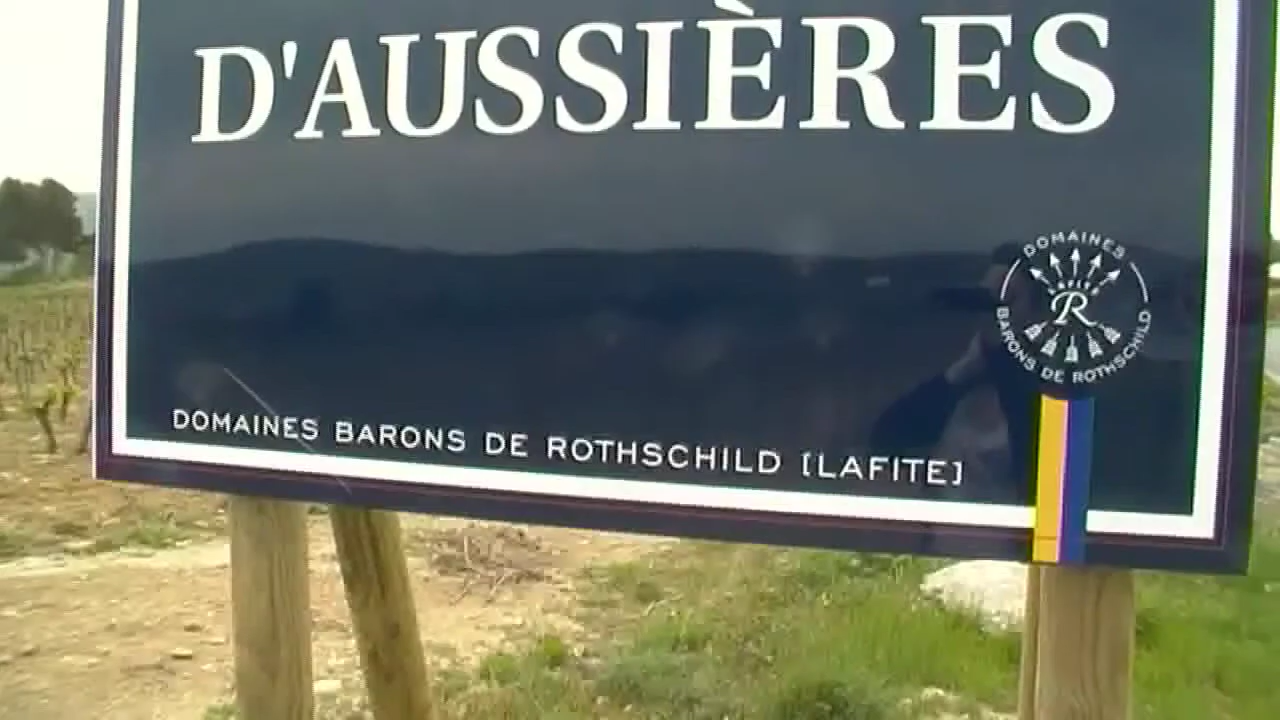 D'AUSSIÈRES
DOMAINES
LAFITE
R
BARONS DE ROTHSCHILD
DOMAINES BARONS DE ROTHSCHILD [LAFITE]